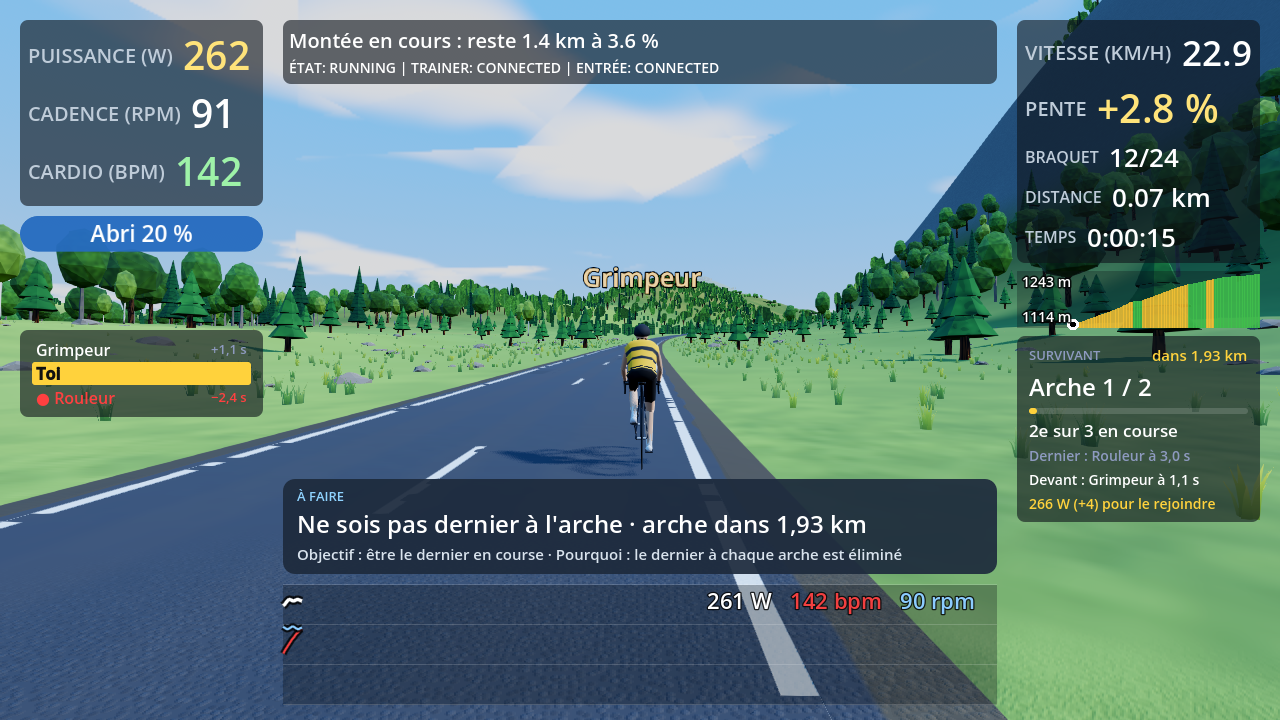 PUISSANCE (W) 262
CADENCE (RPM) 91
CARDIO (BPM) 142
Abri 20 %
Montée en cours : reste 1.4 km à 3.6 %
ÉTAT: RUNNING | TRAINER: CONNECTED | ENTRÉE: CONNECTED
VITESSE (KM/H) 22.9
PENTE +2.8 %
BRAQUET 12/24
DISTANCE 0.07 km
TEMPS 0:00:15
1243 m
1114 m
Grimpeur
Grimpeur +1,1 s
Toi
Rouleur -2,4 s
SURVIVANT dans 1,93 km
Arche 1 / 2
2e sur 3 en course
Dernier : Rouleur à 3,0 s
Devant : Grimpeur à 1,1 s
266 W (+4) pour le rejoindre
À FAIRE
Ne sois pas dernier à l'arche · arche dans 1,93 km
Objectif : être le dernier en course · Pourquoi : le dernier à chaque arche est éliminé
261 W 142 bpm 90 rpm